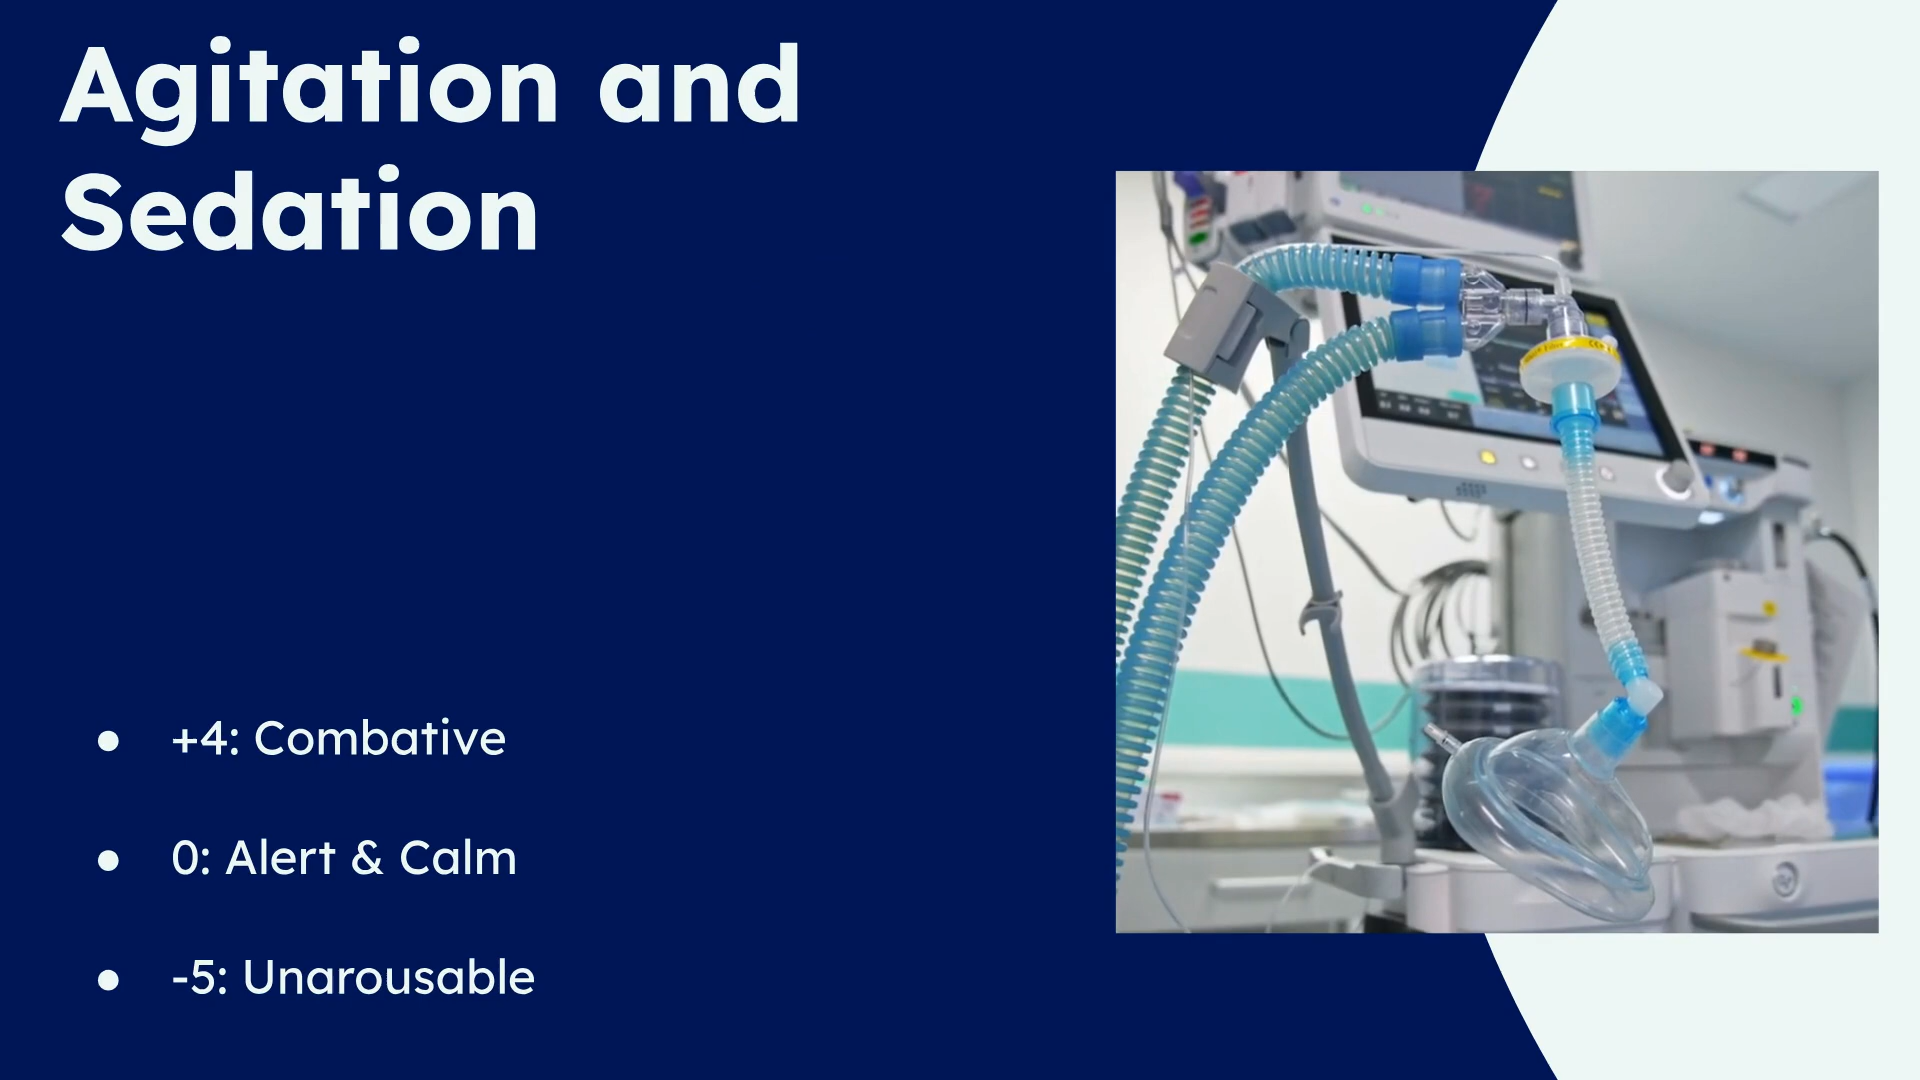 Agitation and
Sedation
• +4: Combative
• 0: Alert & Calm
• -5: Unarousable